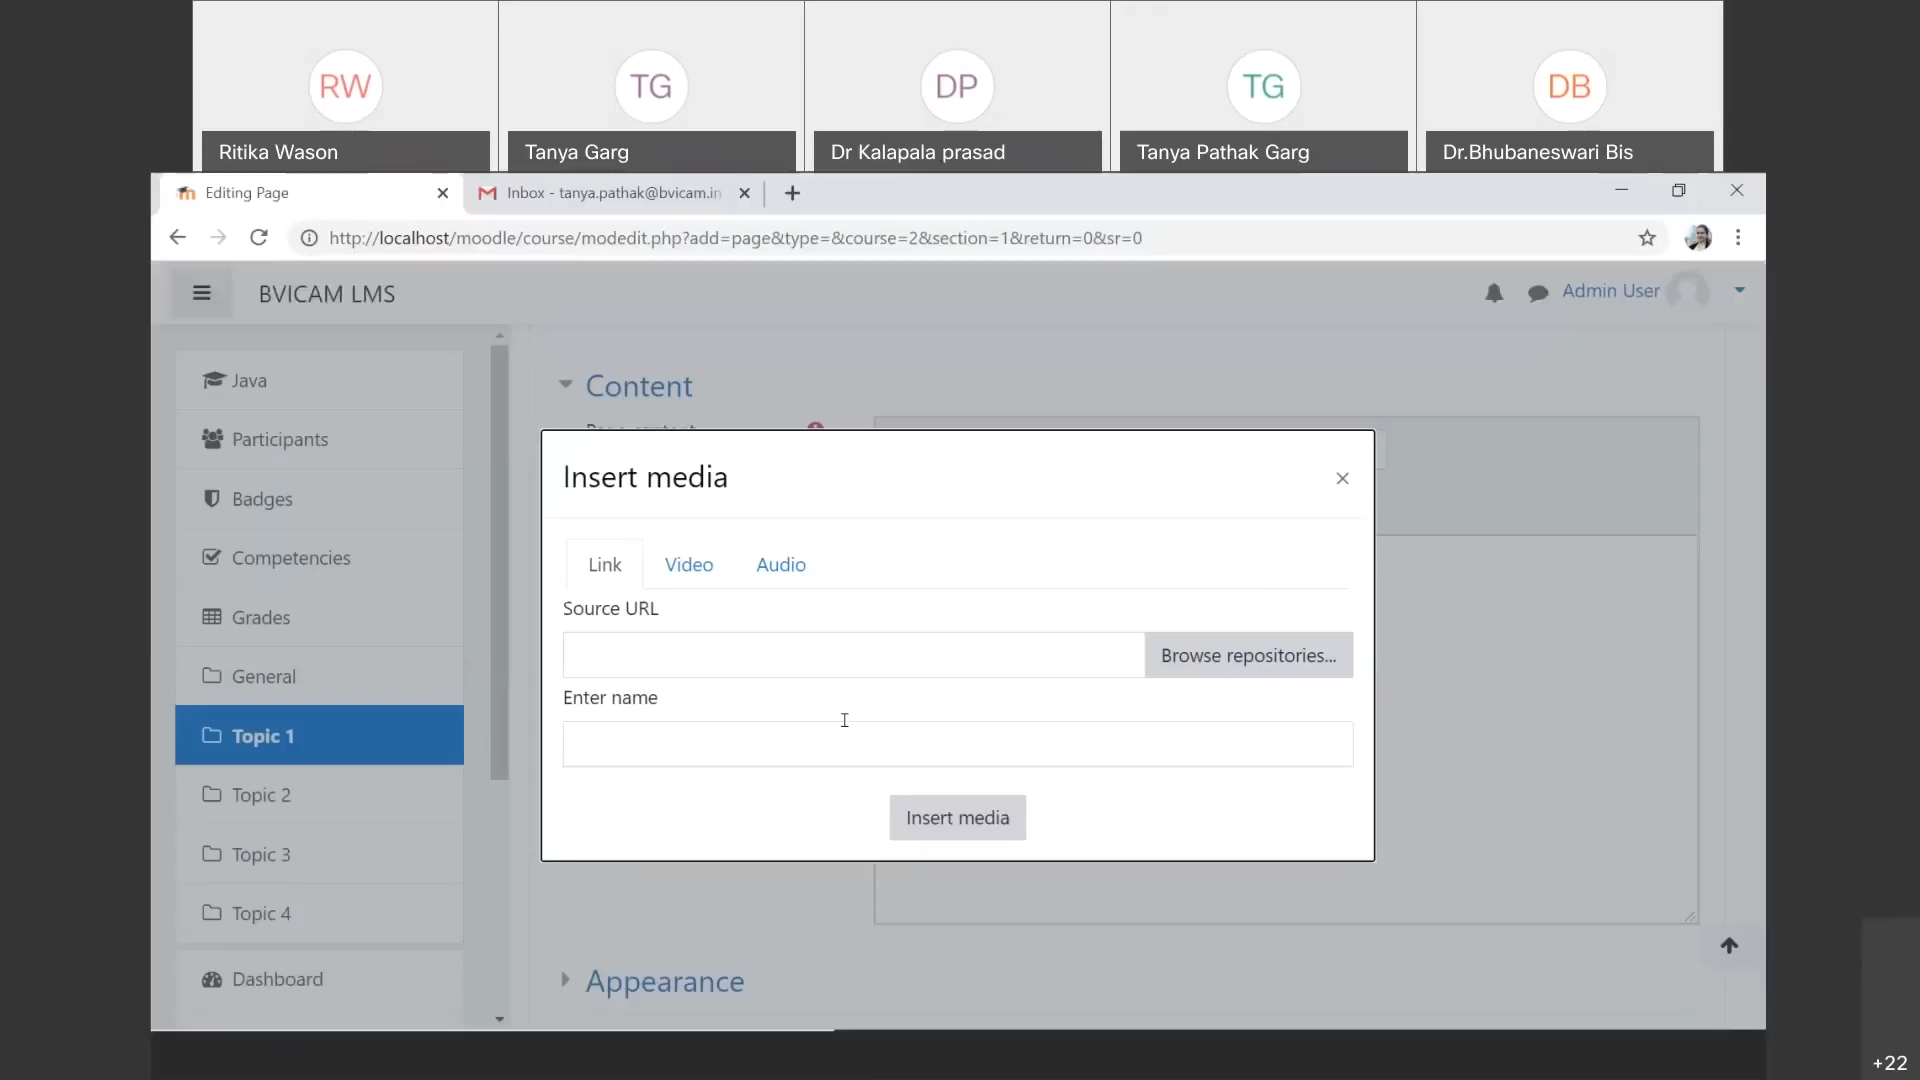 RW
TG
DP
TG
DB
Ritika Wason
Tanya Garg
Dr Kalapala prasad
Tanya Pathak Garg
Dr.Bhubaneswari Bis
Editing Page
Inbox - tanya.pathak@bvicam.in
http://localhost/moodle/course/modedit.php?add=page&type=&course=2&section=1&return=0&sr=0
BVICAM LMS
Admin User
Java
Participants
Badges
Competencies
Grades
General
Topic 1
Topic 2
Topic 3
Topic 4
Dashboard
Content
Insert media
Link
Video
Audio
Source URL
Browse repositories...
Enter name
Insert media
Appearance
+22